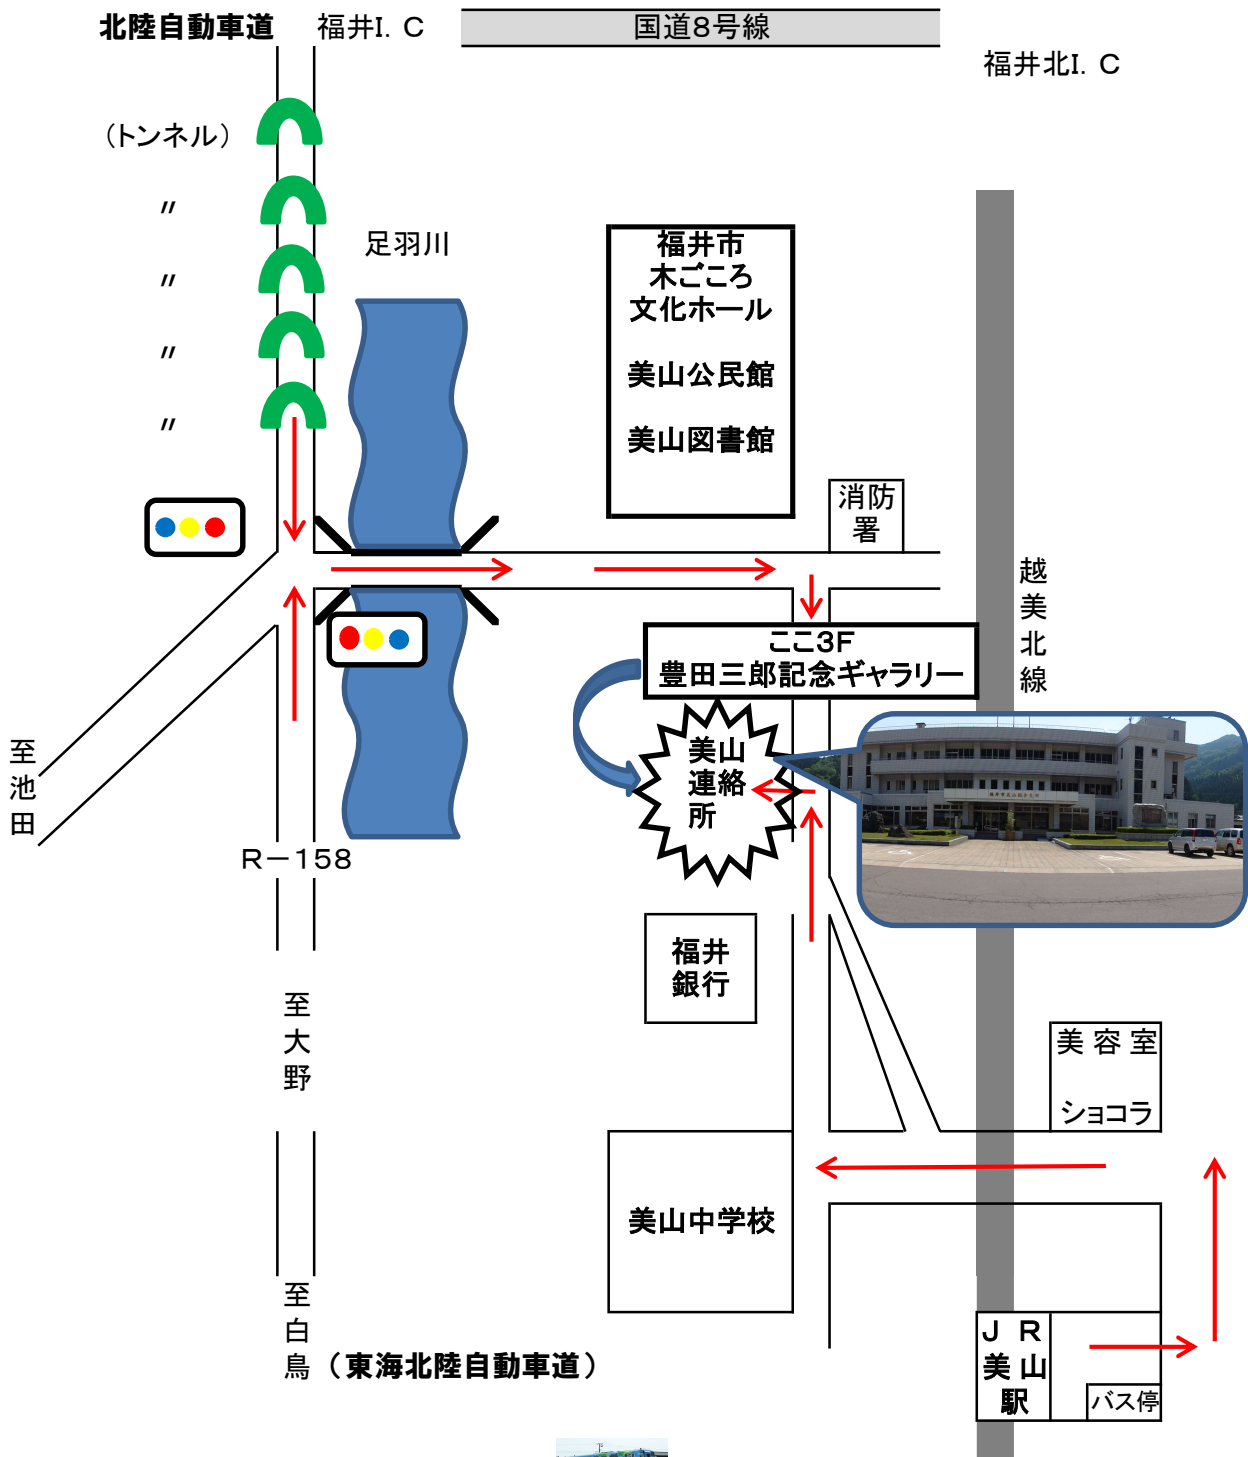 北陸自動車道
福井I. C
国道8号線
福井北I. C
(トンネル)
〃
〃
〃
〃
足羽川
福井市
木ごころ
文化ホール
美山公民館
美山図書館
消防
署
越美北線
ここ3F
豊田三郎記念ギャラリー
美山
連絡
所
至池田
R-158
福井
銀行
至大野
美容室
ショコラ
美山中学校
至白鳥
(東海北陸自動車道)
JR
美山
駅
バス停